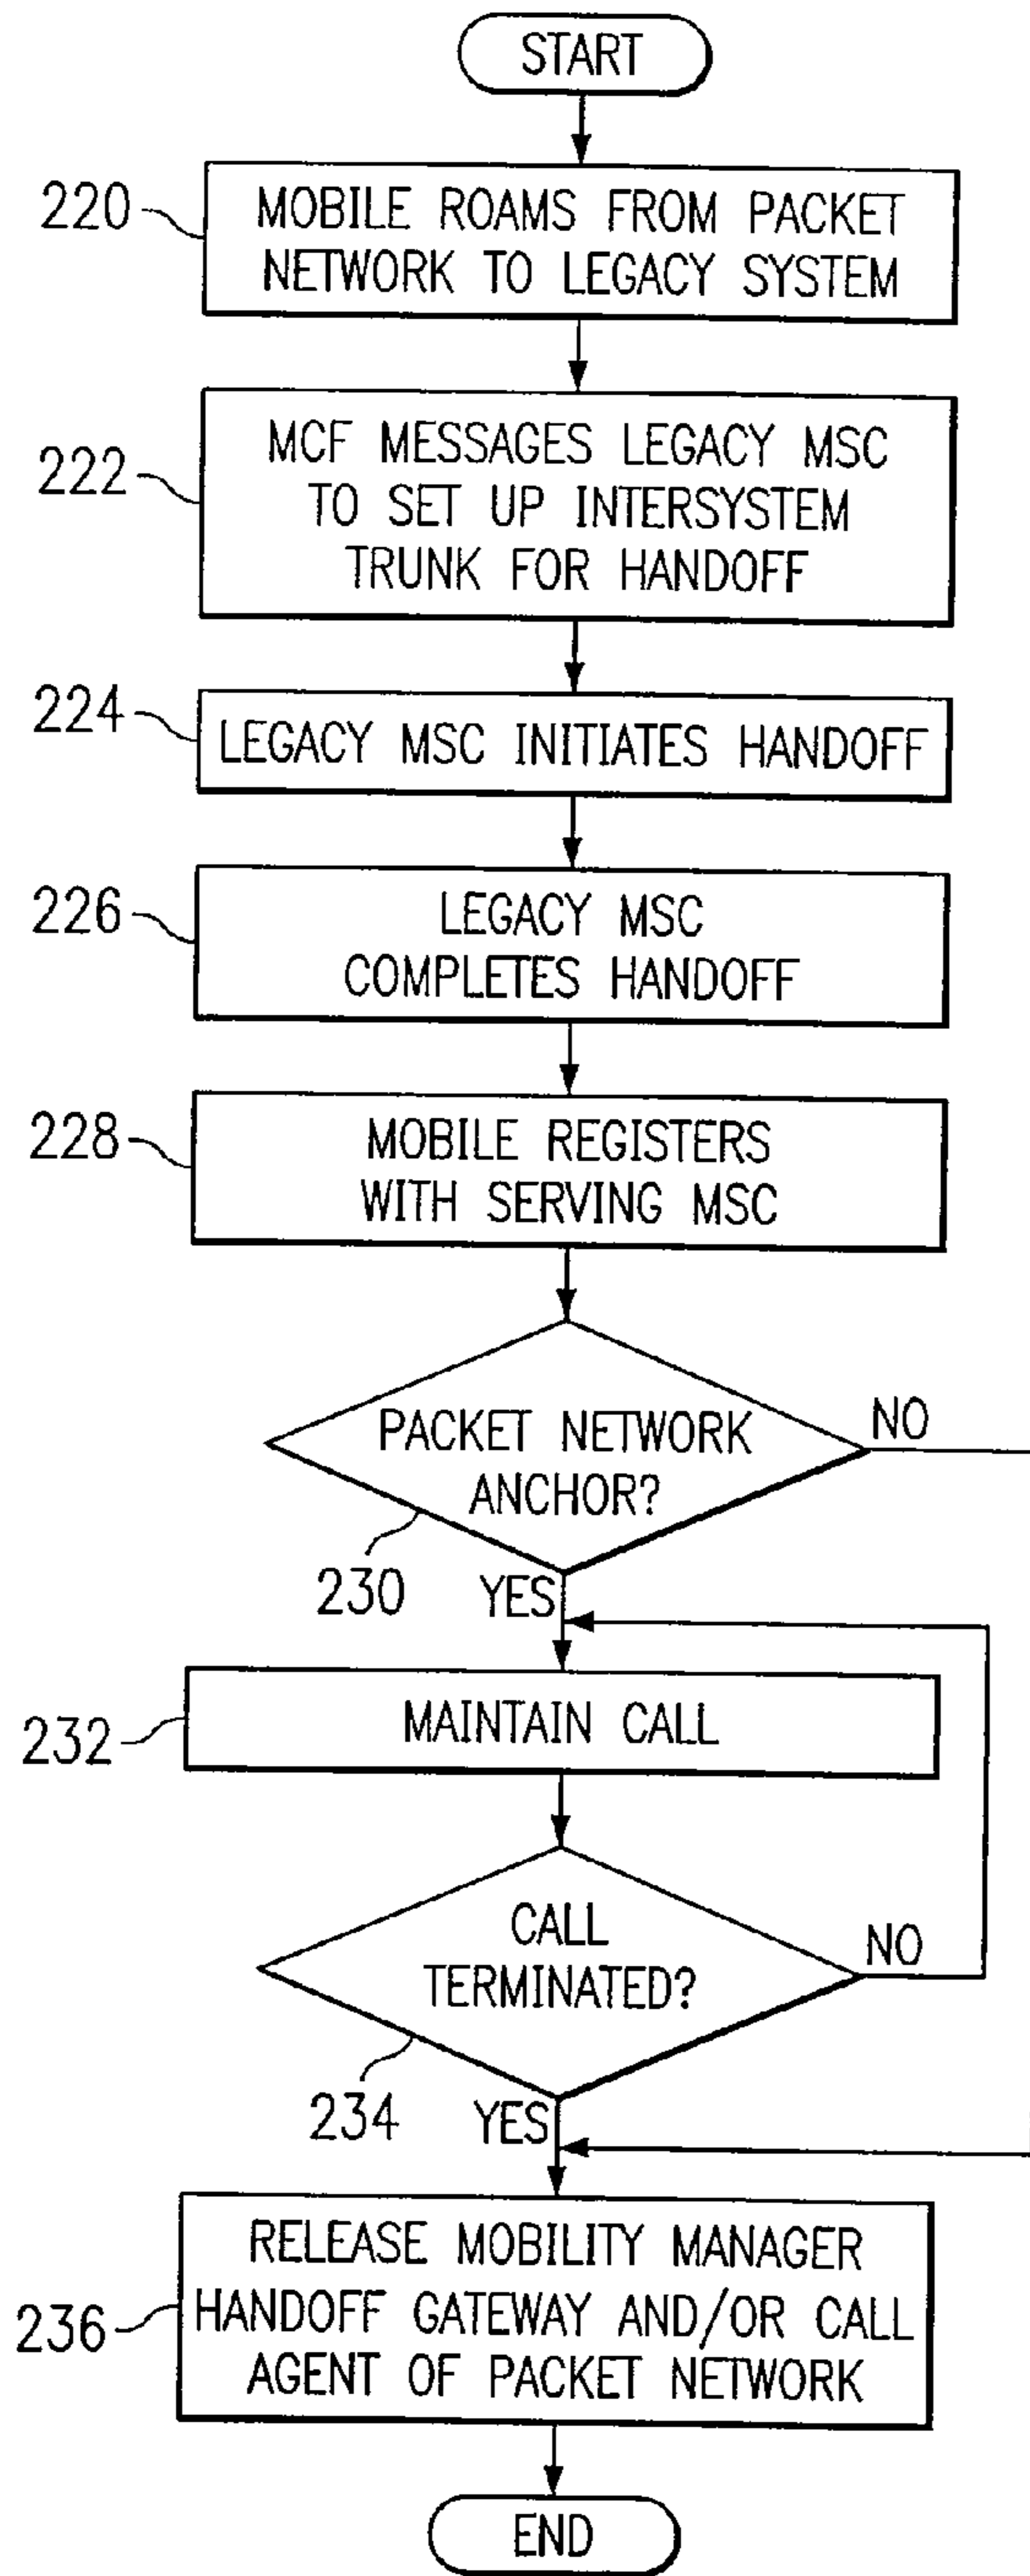 START
220
MOBILE ROAMS FROM PACKET
NETWORK TO LEGACY SYSTEM
222
MCF MESSAGES LEGACY MSC
TO SET UP INTERSYSTEM
TRUNK FOR HANDOFF
224
LEGACY MSC INITIATES HANDOFF
226
LEGACY MSC
COMPLETES HANDOFF
228
MOBILE REGISTERS
WITH SERVING MSC
PACKET NETWORK
ANCHOR?
NO
230
YES
232
MAINTAIN CALL
CALL
TERMINATED?
NO
234
YES
236
RELEASE MOBILITY MANAGER
HANDOFF GATEWAY AND/OR CALL
AGENT OF PACKET NETWORK
END